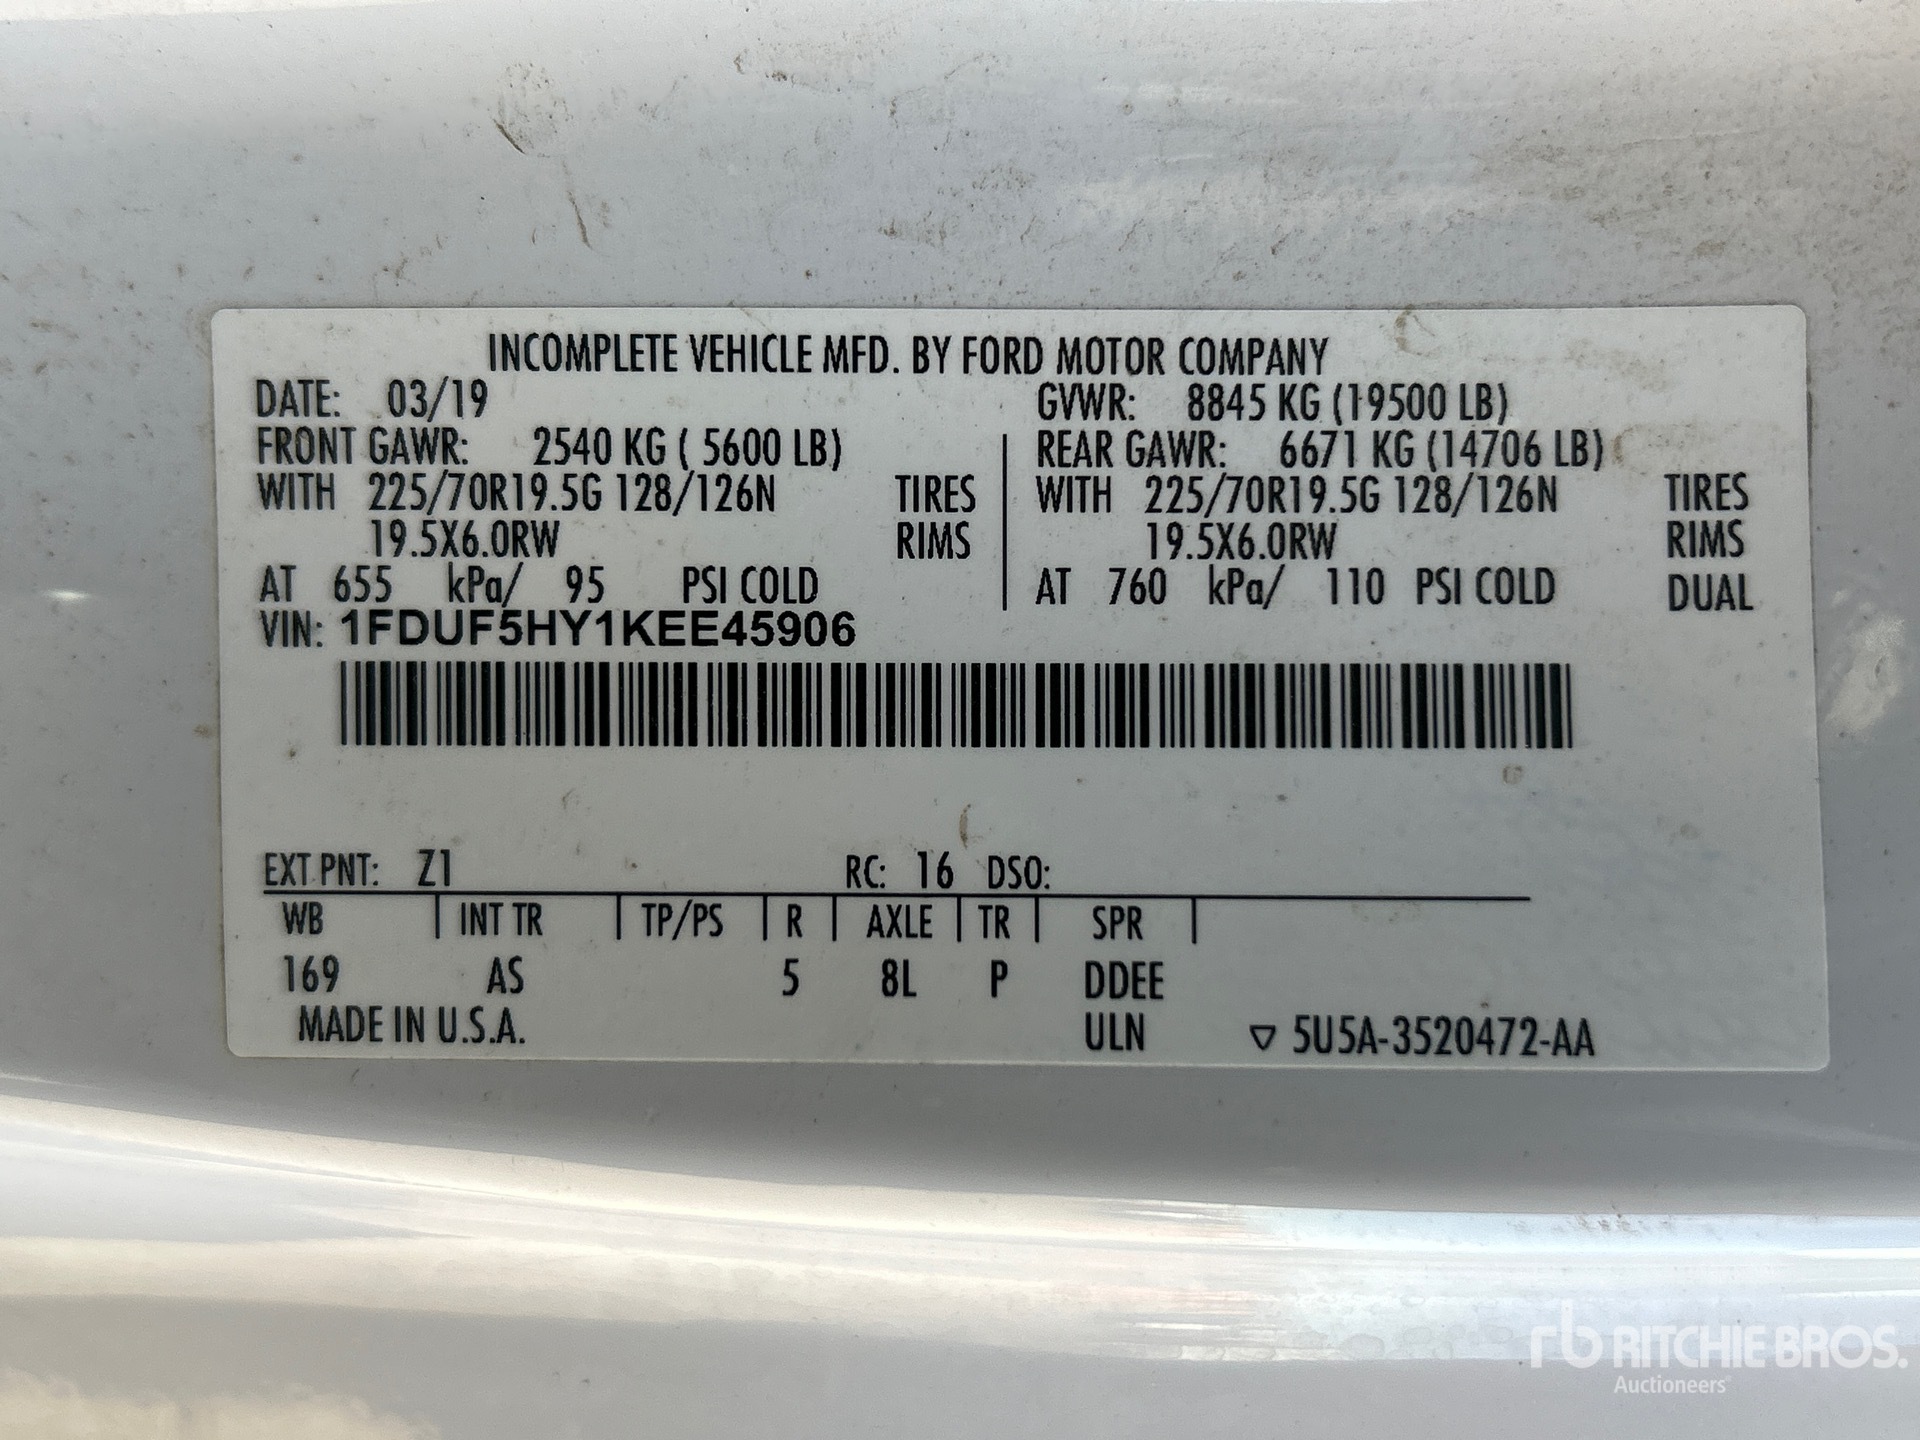 INCOMPLETE VEHICLE MFD. BY FORD MOTOR COMPANY
DATE: 03/19 GVWR: 8845 KG (19500 LB)
FRONT GAWR: 2540 KG ( 5600 LB) REAR GAWR: 6671 KG (14706 LB)
WITH 225/70R19.5G 128/126N TIRES WITH 225/70R19.5G 128/126N TIRES
19.5X6.0RW RIMS 19.5X6.0RW RIMS
AT 655 kPa/ 95 PSI COLD AT 760 kPa/ 110 PSI COLD DUAL
VIN: 1FDUF5HY1KEE45906
EXT PNT: Z1 RC: 16 DSO:
WB INT TR TP/PS R AXLE TR SPR
169 AS 5 8L P DDEE
MADE IN U.S.A. ULN ▽ 5U5A-3520472-AA
rb RITCHIE BROS.
Auctioneers